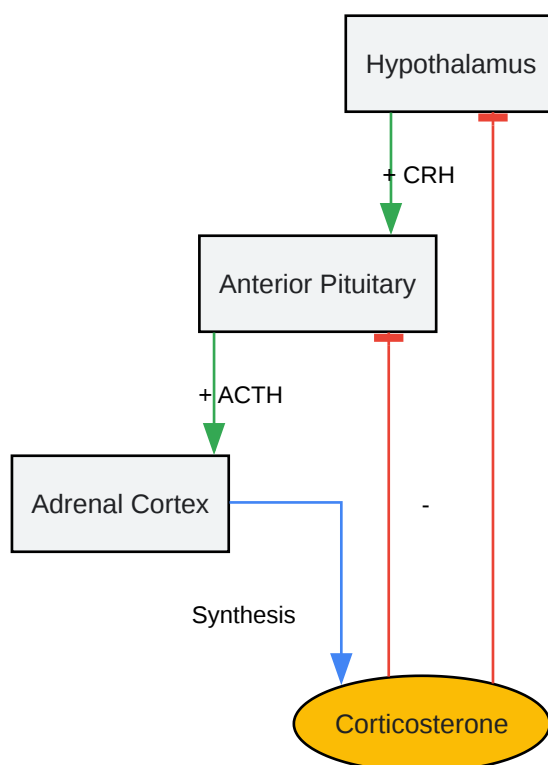 Hypothalamus
+ CRH
Anterior Pituitary
+ ACTH
Adrenal Cortex
-
Synthesis
Corticosterone